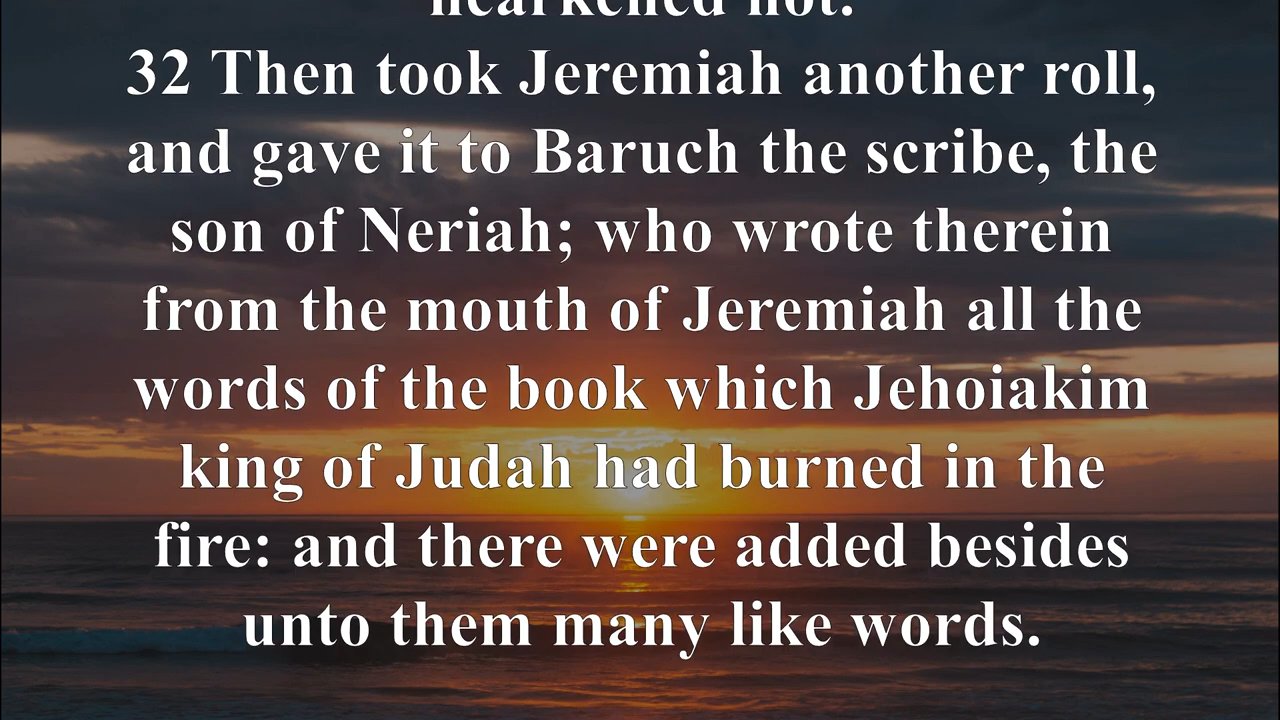 hearkened not.
32 Then took Jeremiah another roll,
and gave it to Baruch the scribe, the
son of Neriah; who wrote therein
from the mouth of Jeremiah all the
words of the book which Jehoiakim
king of Judah had burned in the
fire: and there were added besides
unto them many like words.